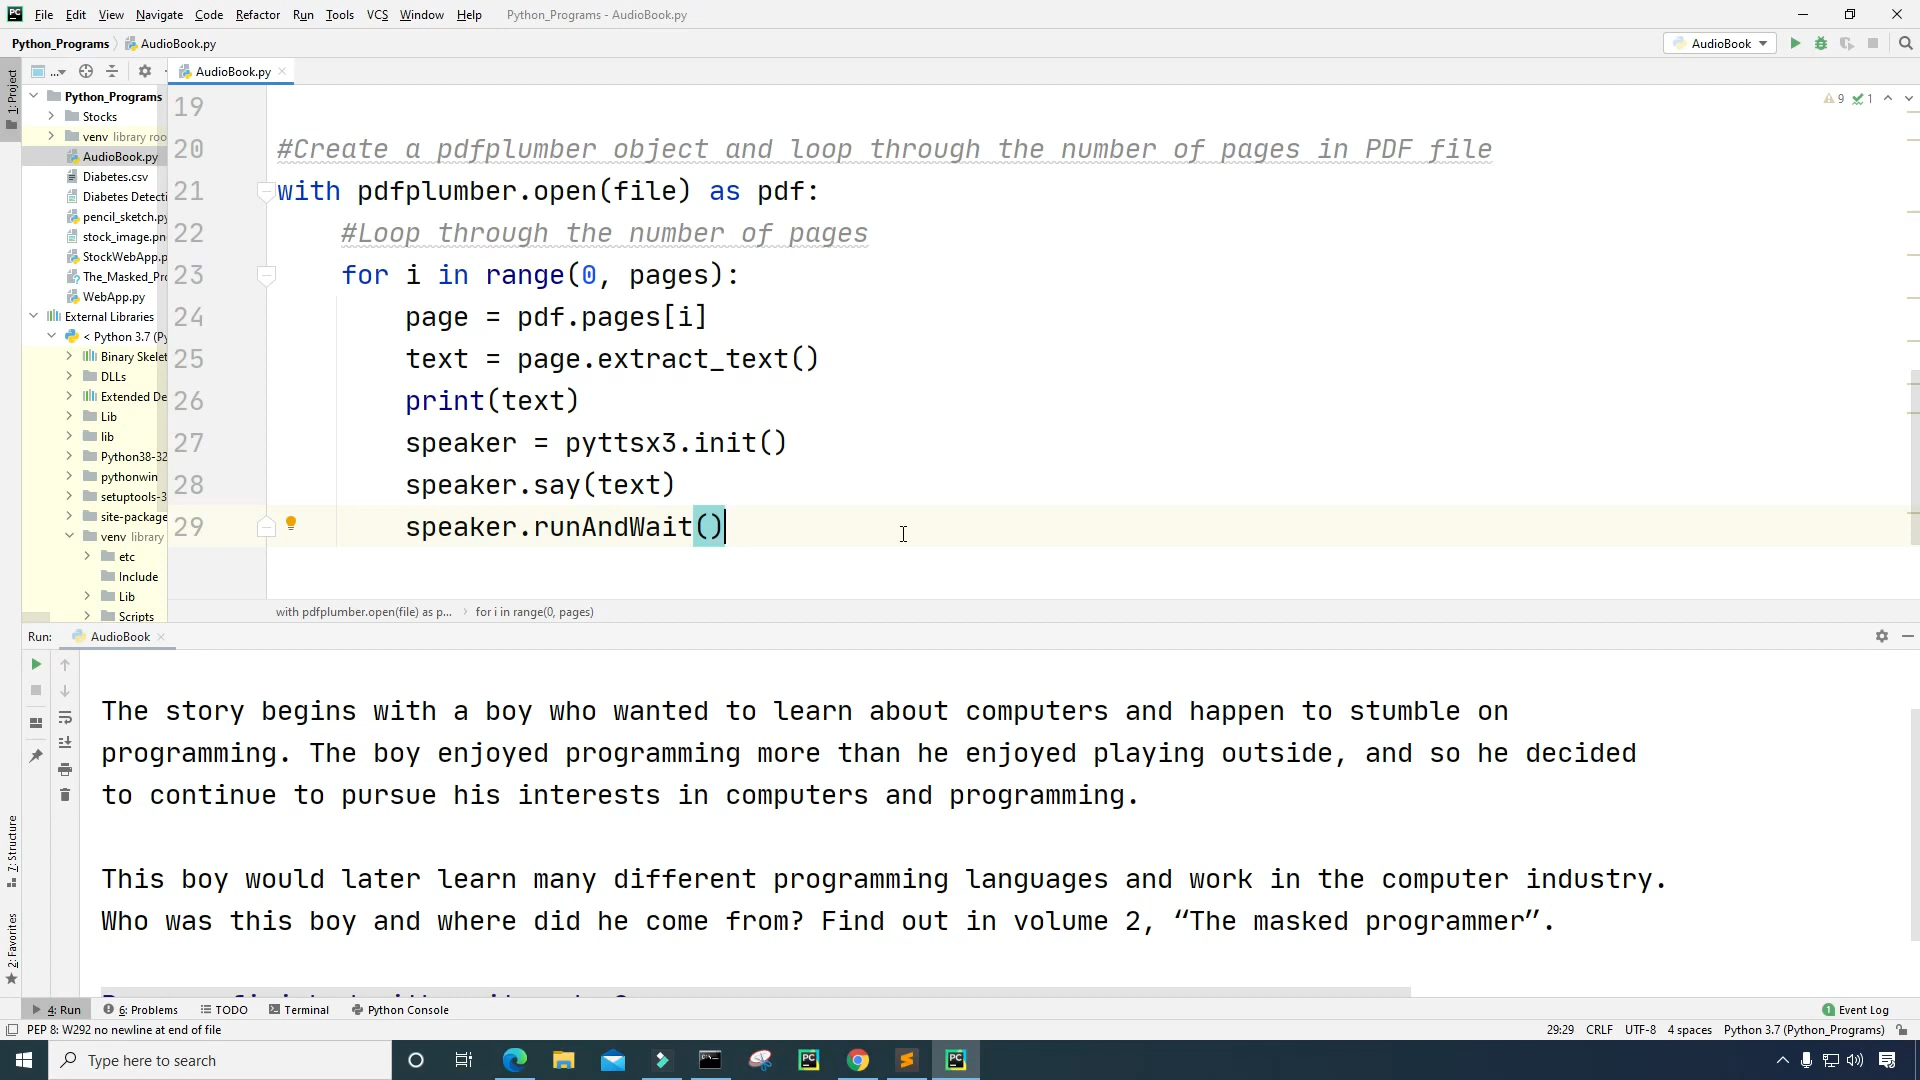 File Edit View Navigate Code Refactor Run Tools VCS Window Help Python_Programs - AudioBook.py
Python_Programs AudioBook.py AudioBook
1: Project
... AudioBook.py
Python_Programs
Stocks
venv library roo
AudioBook.py
Diabetes.csv
Diabetes Detecti
pencil_sketch.py
stock_image.pn
StockWebApp.p
The_Masked_Pro
WebApp.py
External Libraries
< Python 3.7 (Py
Binary Skelet
DLLs
Extended De
Lib
lib
Python38-32
pythonwin
setuptools-3
site-package
venv library
etc
Include
Lib
Scripts
9 1
19
20 #Create a pdfplumber object and loop through the number of pages in PDF file
21 with pdfplumber.open(file) as pdf:
22 #Loop through the number of pages
23 for i in range(0, pages):
24 page = pdf.pages[i]
25 text = page.extract_text()
26 print(text)
27 speaker = pyttsx3.init()
28 speaker.say(text)
29 speaker.runAndWait()
with pdfplumber.open(file) as p... for i in range(0, pages)
Run: AudioBook
The story begins with a boy who wanted to learn about computers and happen to stumble on
programming. The boy enjoyed programming more than he enjoyed playing outside, and so he decided
to continue to pursue his interests in computers and programming.
This boy would later learn many different programming languages and work in the computer industry.
Who was this boy and where did he come from? Find out in volume 2, “The masked programmer”.
7: Structure
2: Favorites
4: Run 6: Problems TODO Terminal Python Console 1 Event Log
PEP 8: W292 no newline at end of file 29:29 CRLF UTF-8 4 spaces Python 3.7 (Python_Programs)
Type here to search